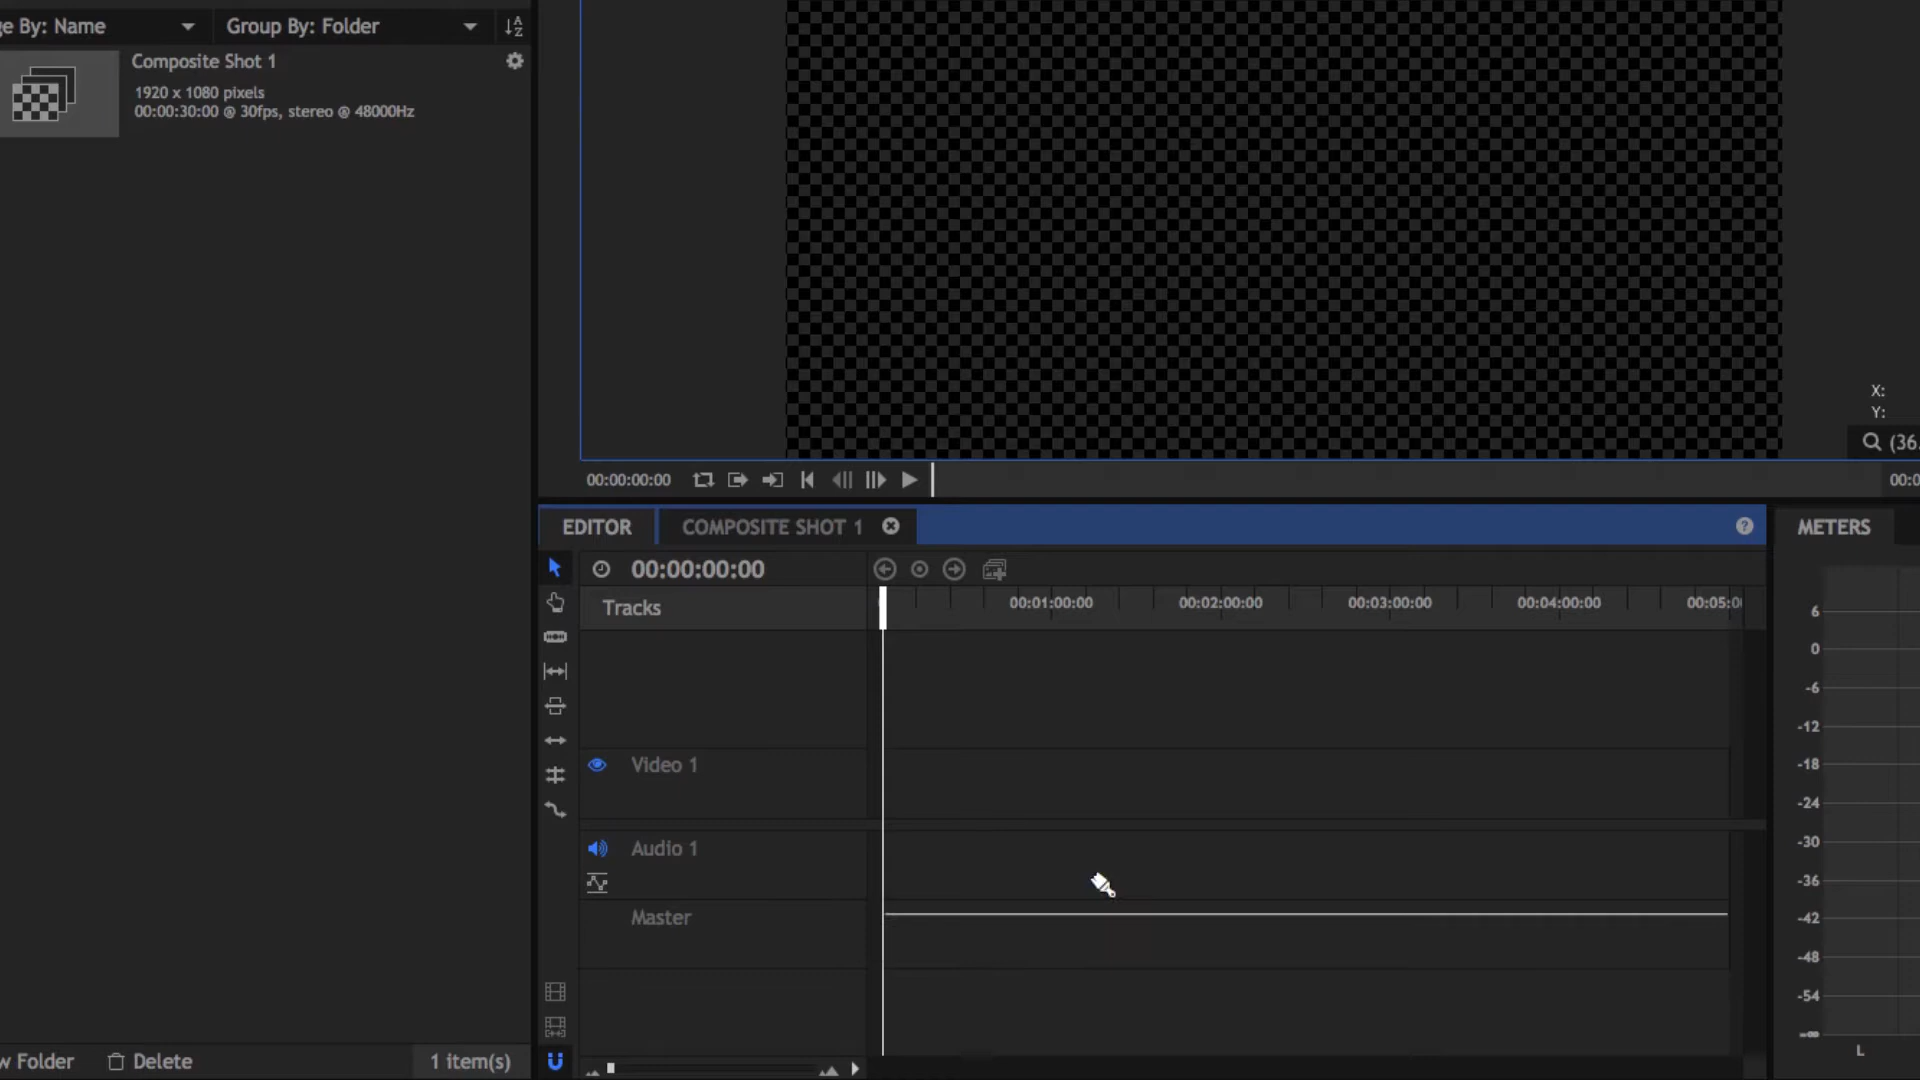 ge By: Name
Group By: Folder
Composite Shot 1
1920 x 1080 pixels
00:00:30:00 @ 30fps, stereo @ 48000Hz
X:
Y:
(36.
00:00:00:00
00:0
EDITOR
COMPOSITE SHOT 1
METERS
00:00:00:00
Tracks
00:01:00:00
00:02:00:00
00:03:00:00
00:04:00:00
00:05:0
Video 1
Audio 1
Master
6
0
-6
-12
-18
-24
-30
-36
-42
-48
-54
-∞
L
w Folder
Delete
1 item(s)